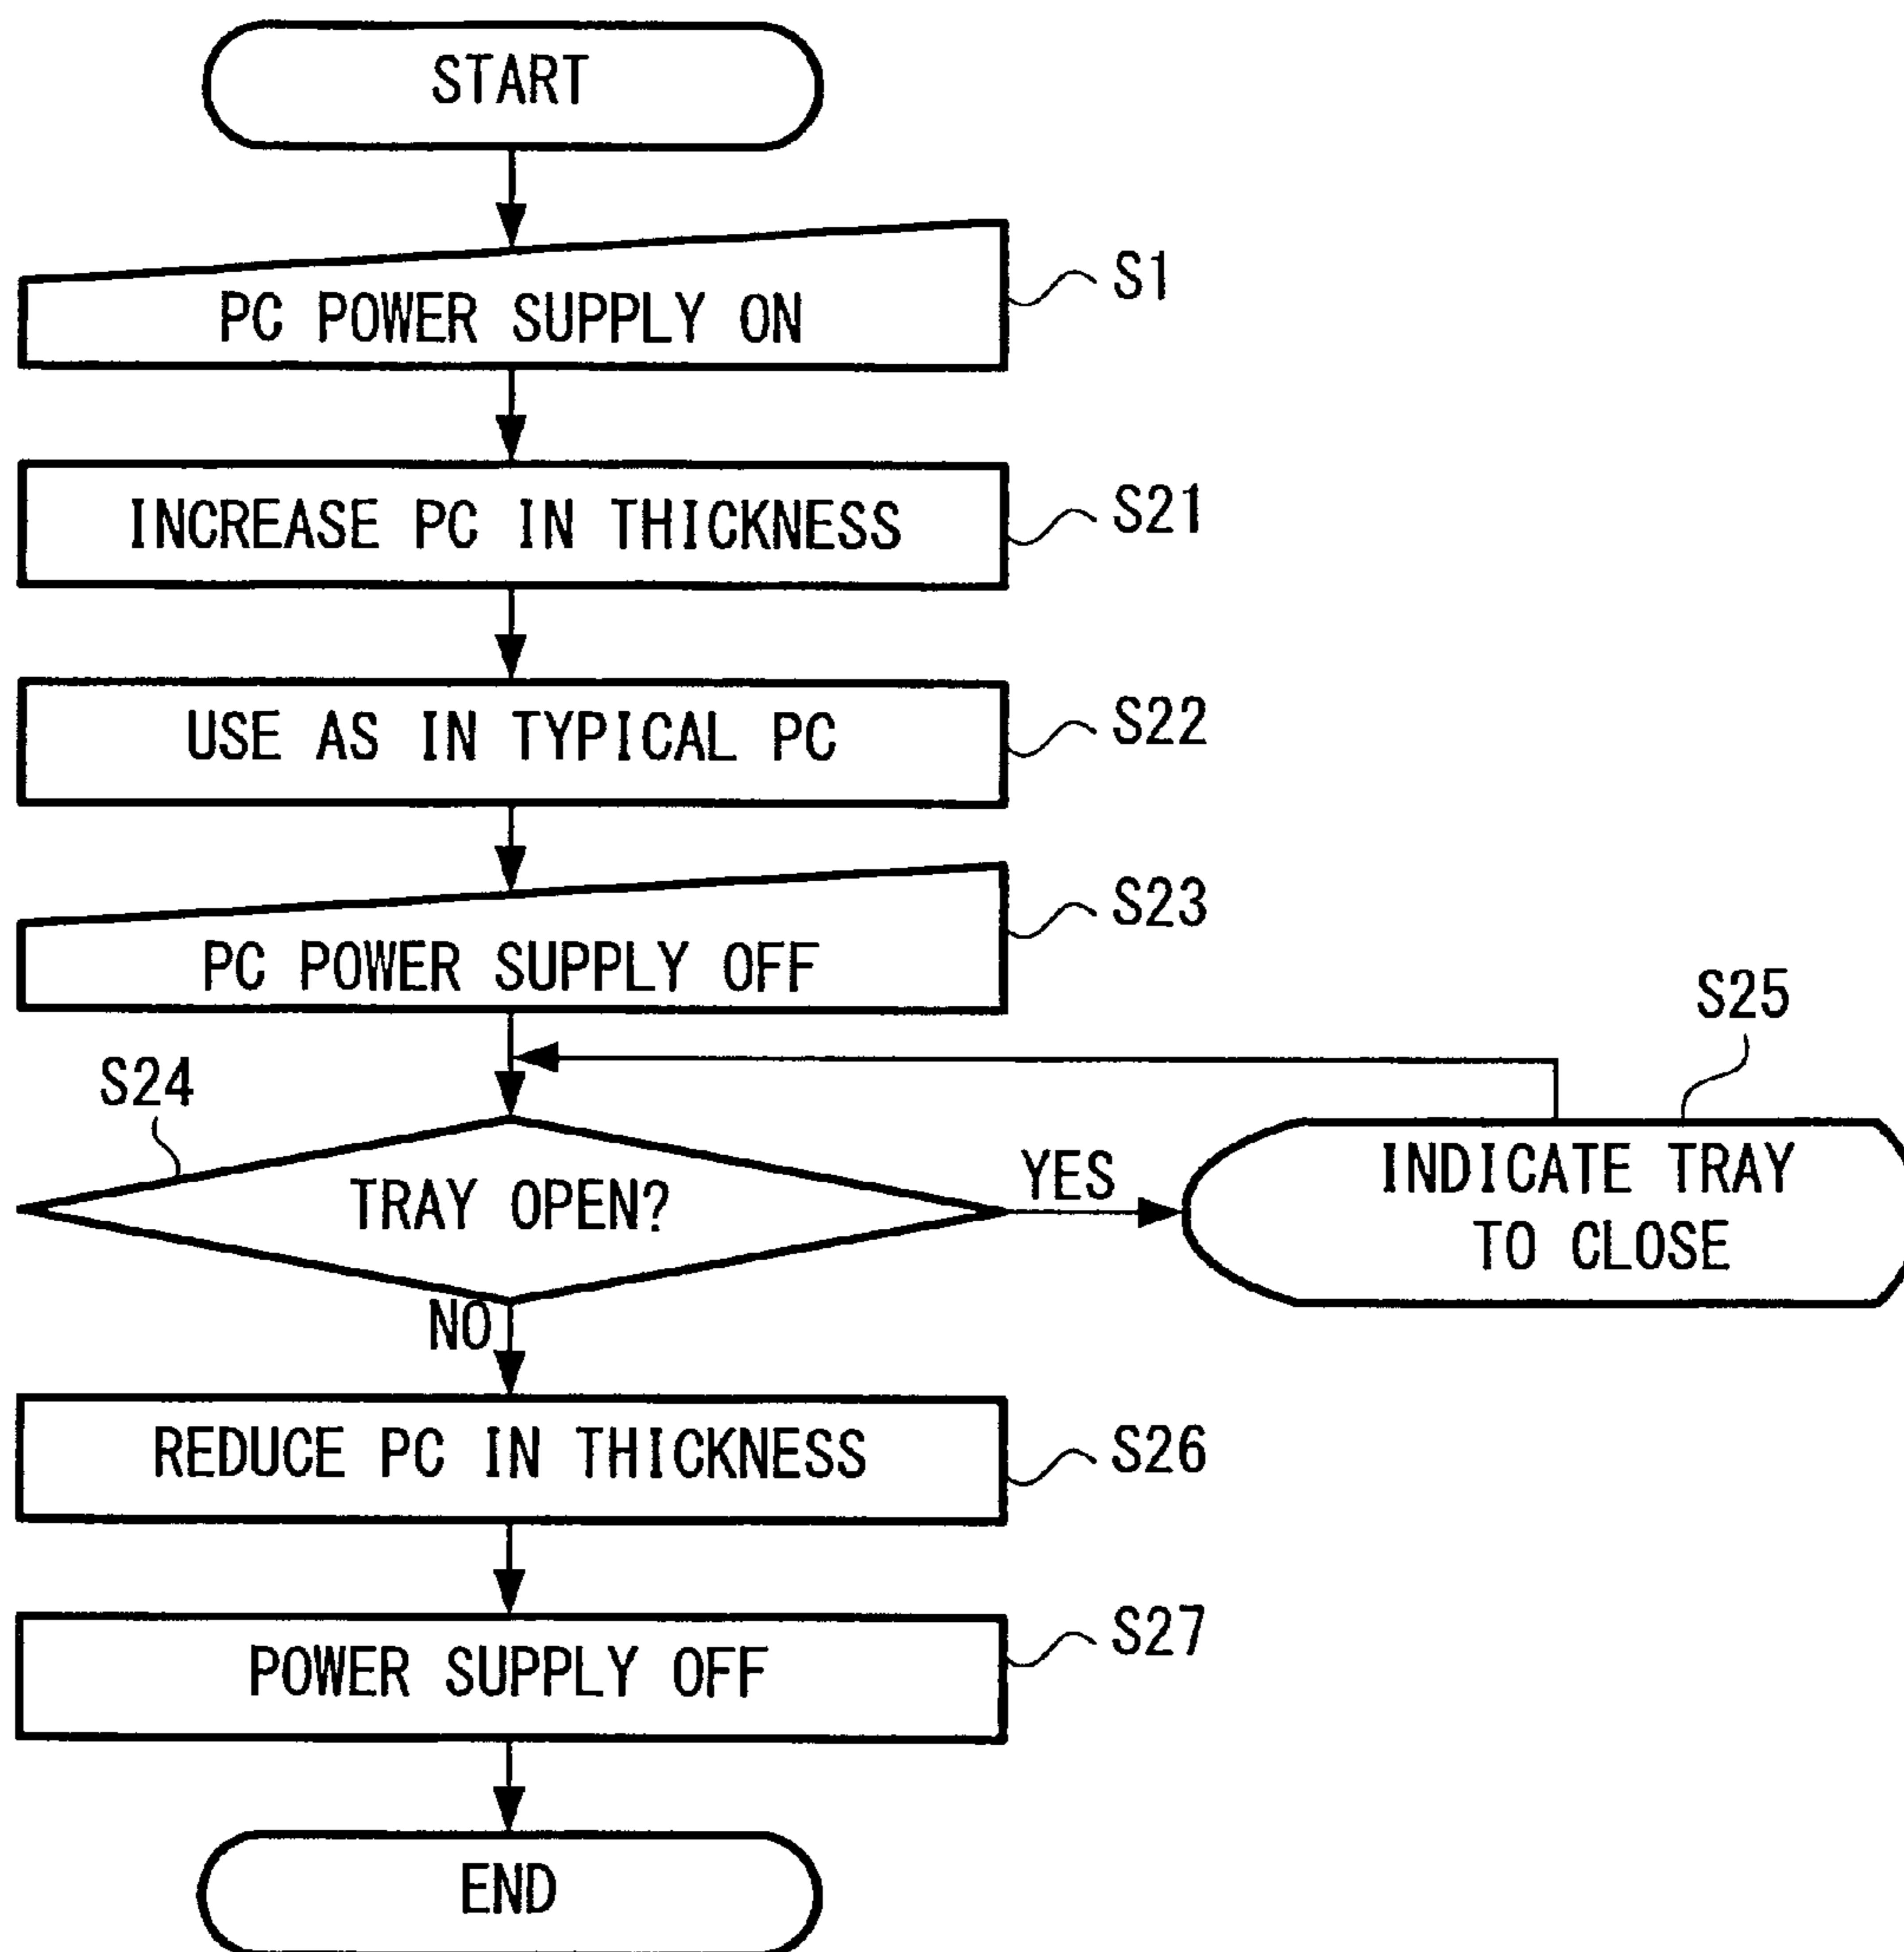 START
PC POWER SUPPLY ON
S1
INCREASE PC IN THICKNESS
S21
USE AS IN TYPICAL PC
S22
PC POWER SUPPLY OFF
S23
S24
TRAY OPEN?
YES
S25
INDICATE TRAY
TO CLOSE
NO
REDUCE PC IN THICKNESS
S26
POWER SUPPLY OFF
S27
END